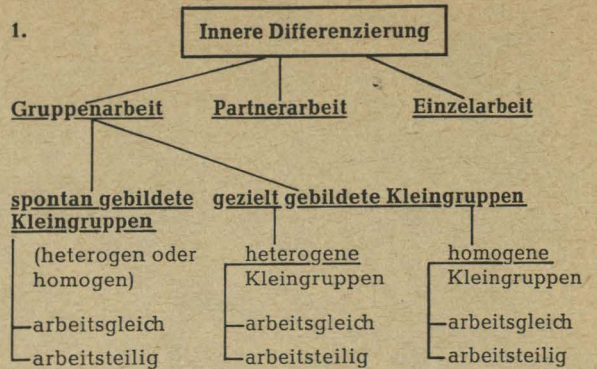 1.
Innere Differenzierung
Gruppenarbeit Partnerarbeit Einzelarbeit
spontan gebildete gezielt gebildete Kleingruppen
Kleingruppen
(heterogen oder heterogene homogene
homogen) Kleingruppen Kleingruppen
arbeitsgleich arbeitsgleich arbeitsgleich
arbeitsteilig arbeitsteilig arbeitsteilig